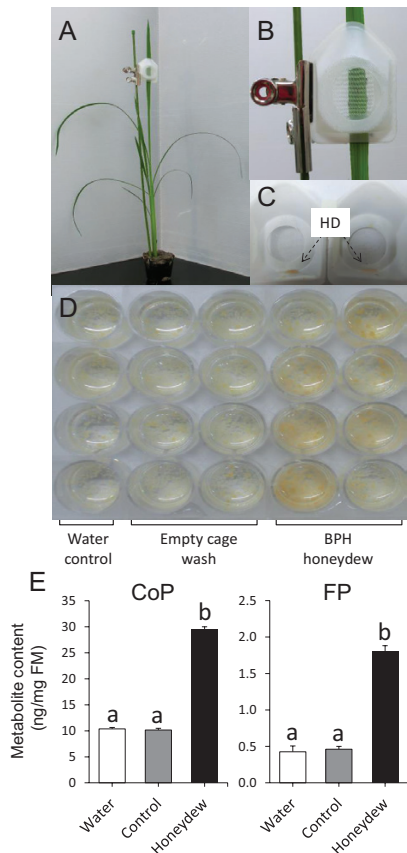 A
B
C
HD
D
Water control
Empty cage wash
BPH honeydew
E
CoP
FP
Metabolite content (ng/mg FM)
35
30
25
20
15
10
5
0
a
a
b
Water
Control
Honeydew
2.5
2.0
1.5
1.0
0.5
0.0
a
a
b
Water
Control
Honeydew